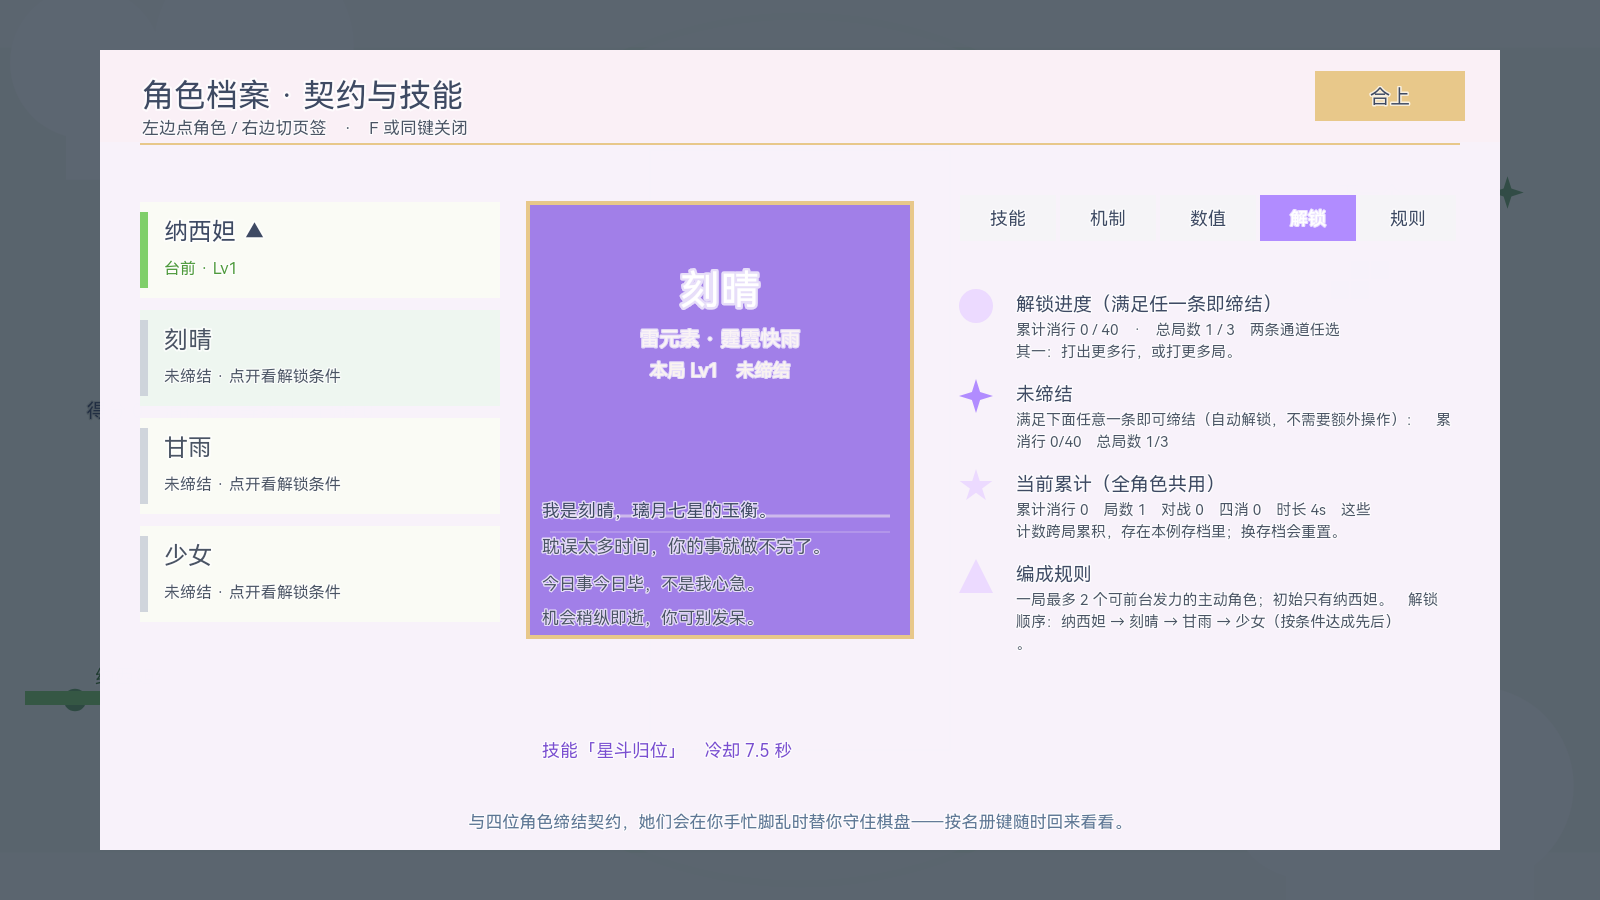 角色档案 · 契约与技能
左边点角色 / 右边切页签 · F 或同键关闭
合上
纳西妲 ▲
台前 · Lv1
刻晴
未缔结 · 点开看解锁条件
甘雨
未缔结 · 点开看解锁条件
少女
未缔结 · 点开看解锁条件
刻晴
雷元素 · 霆霓快雨
本局 Lv1 未缔结
我是刻晴，璃月七星的玉衡。
耽误太多时间，你的事就做不完了。
今日事今日毕，不是我心急。
机会稍纵即逝，你可别发呆。
技能「星斗归位」 冷却 7.5 秒
技能 机制 数值 解锁 规则
解锁进度（满足任一条即缔结）
累计消行 0 / 40 · 总局数 1 / 3 两条通道任选
其一：打出更多行，或打更多局。
未缔结
满足下面任意一条即可缔结（自动解锁，不需要额外操作）： 累
消行 0/40 总局数 1/3
当前累计（全角色共用）
累计消行 0 局数 1 对战 0 四消 0 时长 4s 这些
计数跨局累积，存在本例存档里；换存档会重置。
编成规则
一局最多 2 个可前台发力的主动角色；初始只有纳西妲。 解锁
顺序：纳西妲 → 刻晴 → 甘雨 → 少女（按条件达成先后）
。
与四位角色缔结契约，她们会在你手忙脚乱时替你守住棋盘——按名册键随时回来看看。
得